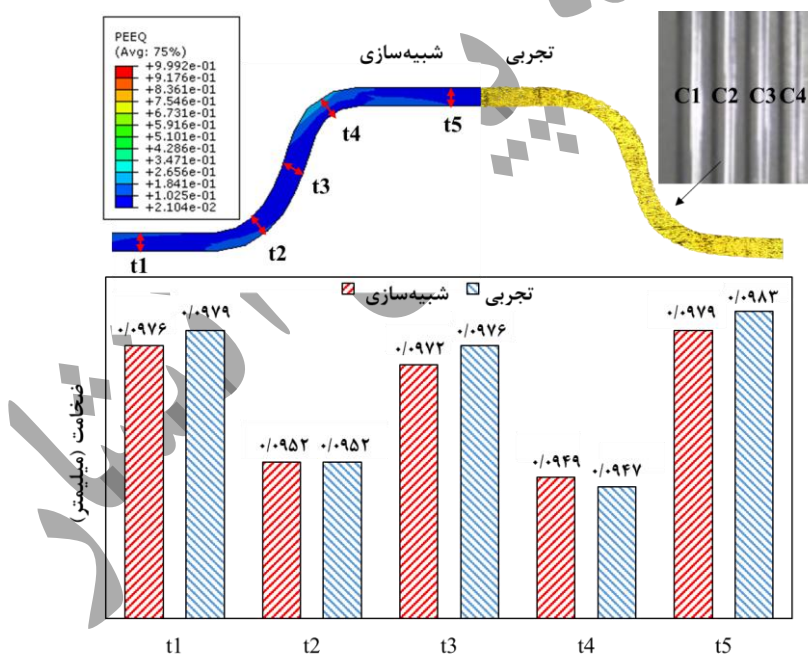 PEEQ
(Avg: 75%)
+9.992e-01
+9.176e-01
+8.361e-01
+7.546e-01
+6.731e-01
+5.916e-01
+5.101e-01
+4.286e-01
+3.471e-01
+2.656e-01
+1.841e-01
+1.025e-01
+2.104e-02
شبیه‌سازی
تجربی
C1 C2 C3 C4
t1
t2
t3
t4
t5
شبیه‌سازی
تجربی
ضخامت (میلیمتر)
۰/۰۹۷۶
۰/۰۹۷۹
۰/۰۹۵۲
۰/۰۹۵۲
۰/۰۹۷۲
۰/۰۹۷۶
۰/۰۹۴۹
۰/۰۹۴۷
۰/۰۹۷۹
۰/۰۹۸۳
t1 t2 t3 t4 t5